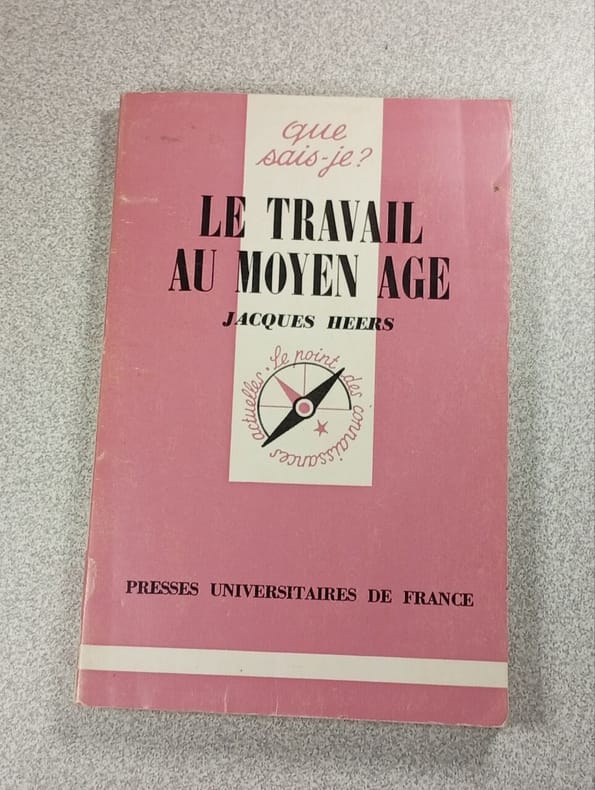 que
sais-je?
LE TRAVAIL
AU MOYEN AGE
JACQUES HEERS
Le point des connaissances actuelles •
PRESSES UNIVERSITAIRES DE FRANCE